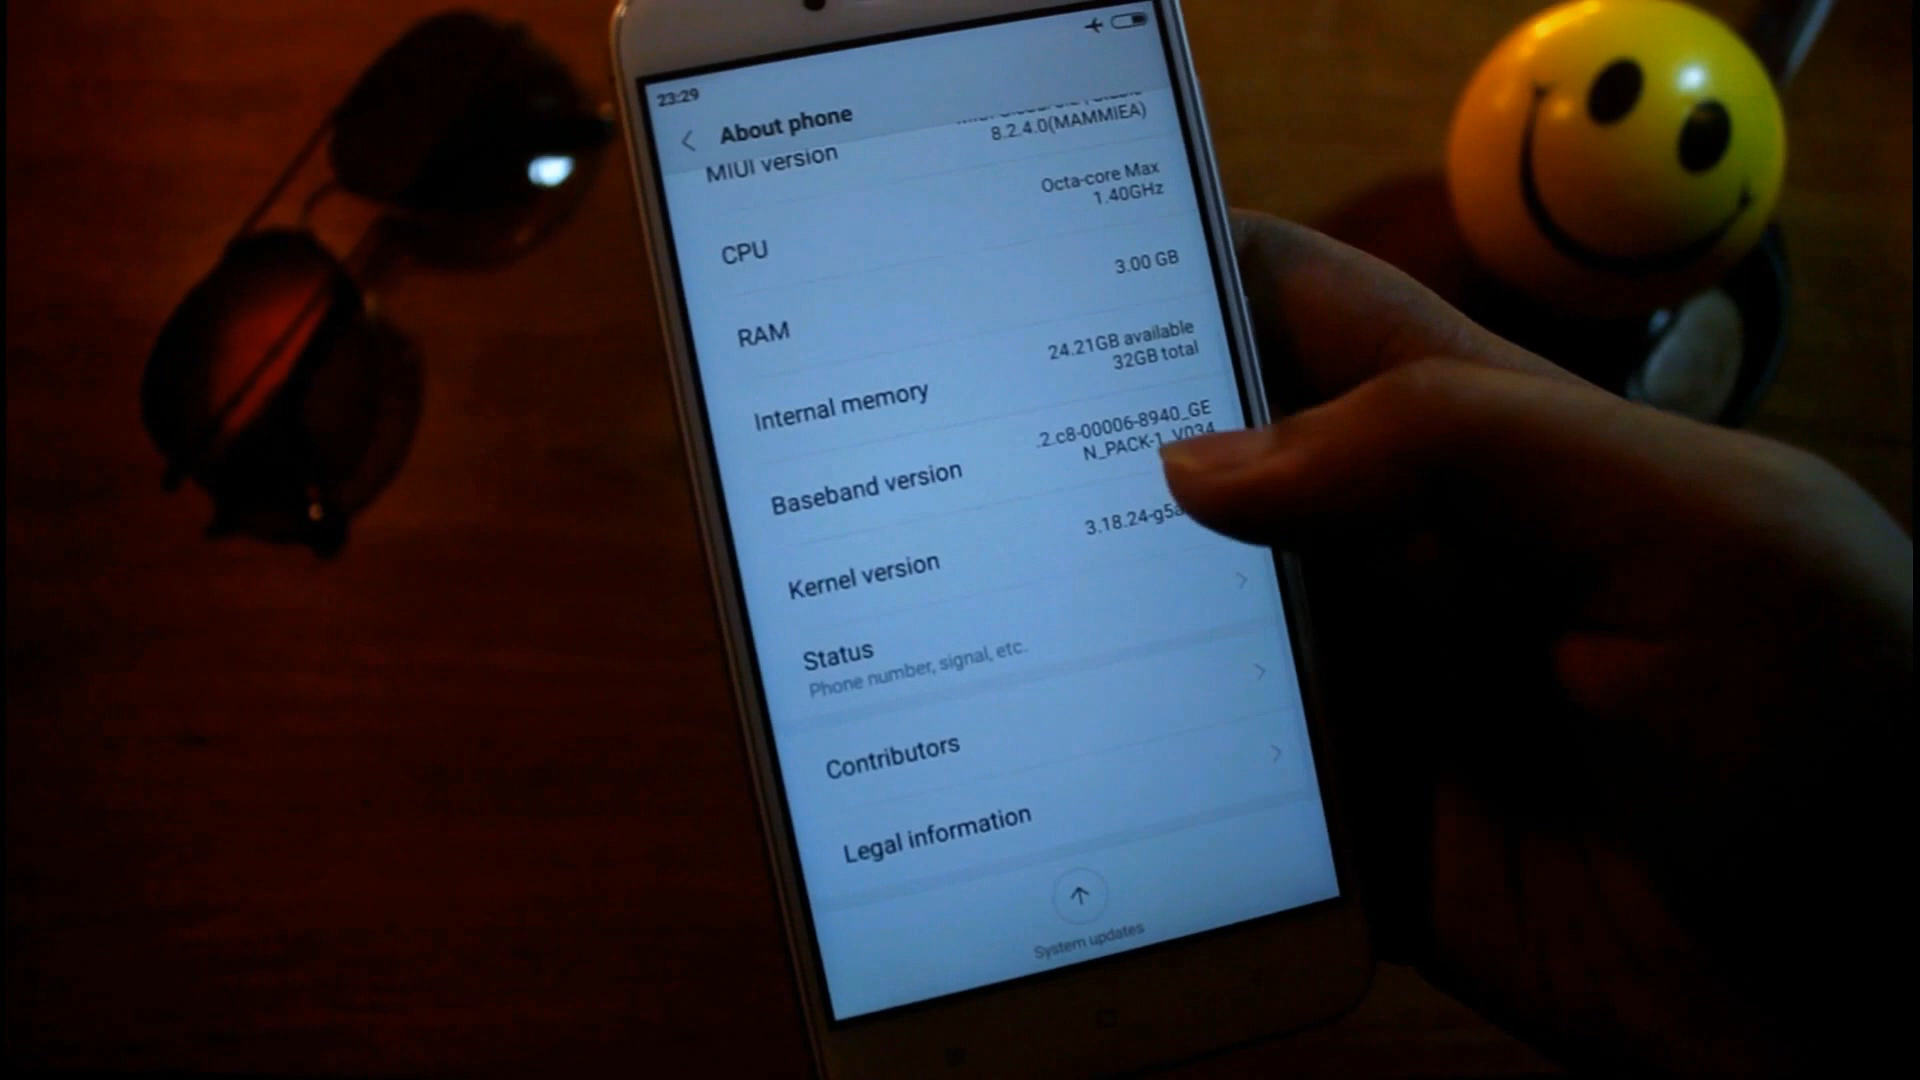 23:29
About phone
MIUI version
8.2.4.0(MAMMIEA)
CPU
Octa-core Max
1.40GHz
RAM
3.00 GB
Internal memory
24.21GB available
32GB total
Baseband version
.2.c8-00006-8940_GE
N_PACK-1_V034
Kernel version
3.18.24-g5a
Status
Phone number, signal, etc.
Contributors
Legal information
System updates